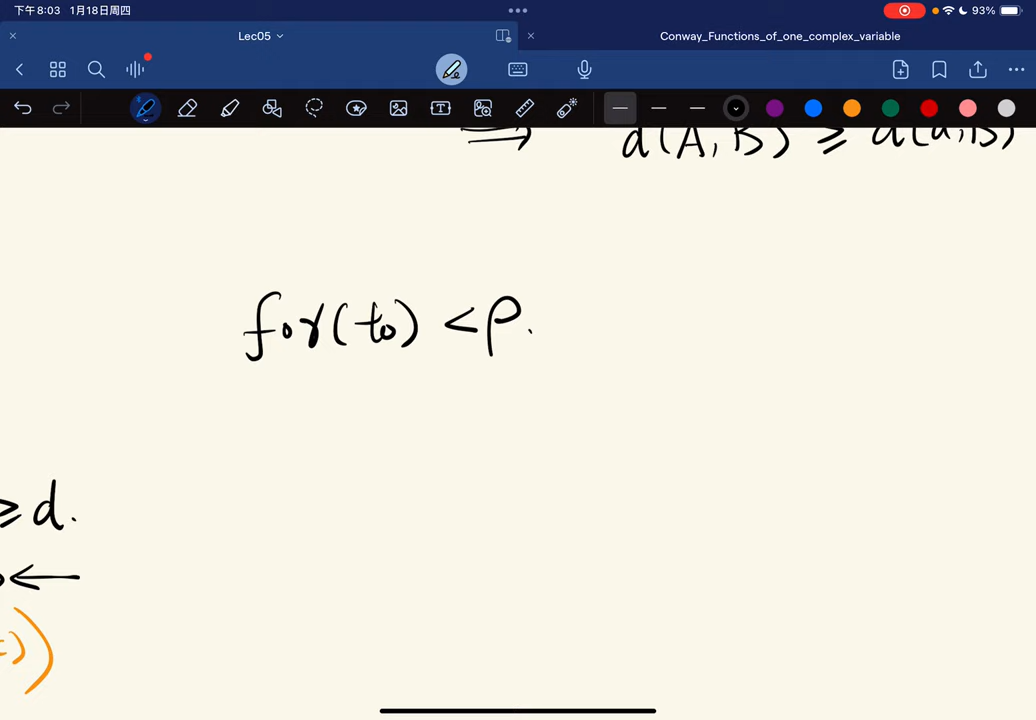 下午8:03 1月18日周四 93%
Lec05 Conway_Functions_of_one_complex_variable
⇒ d(A, B) ≥ d(a, B)
f∘γ(t₀) < ρ.
≥ d.
←
)